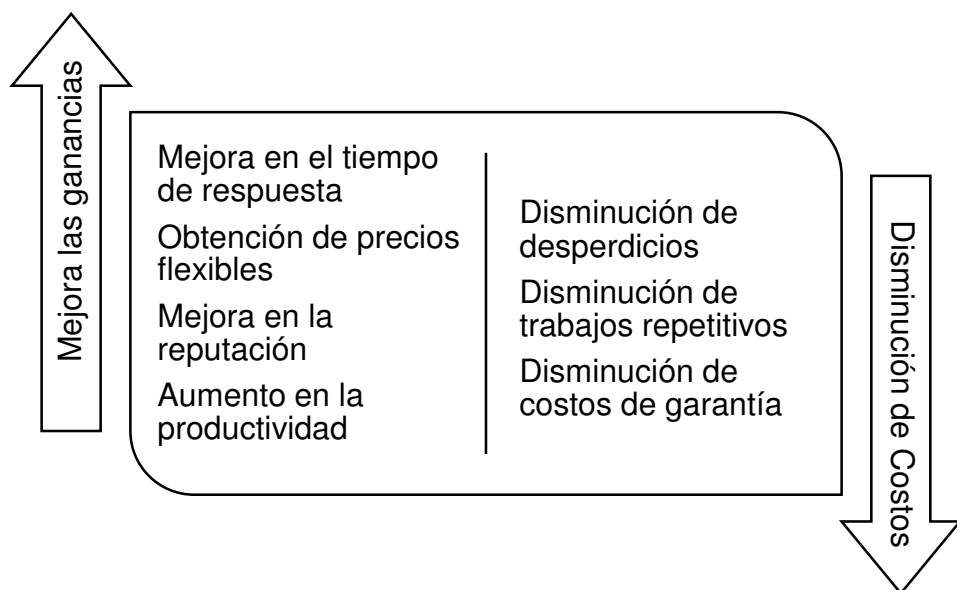 Mejora las ganancias
Mejora en el tiempo
de respuesta
Obtención de precios
flexibles
Mejora en la
reputación
Aumento en la
productividad
Disminución de
desperdicios
Disminución de
trabajos repetitivos
Disminución de
costos de garantía
Disminución de Costos